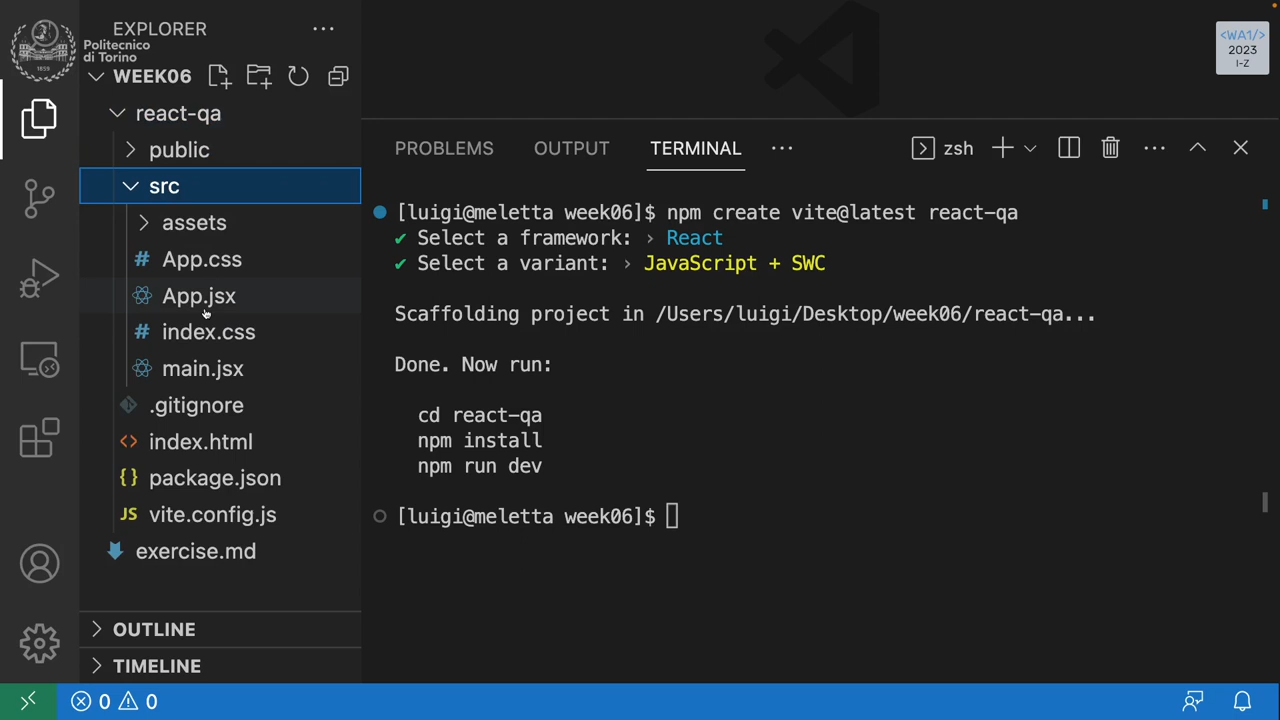 EXPLORER
Politecnico
di Torino
1859
WEEK06
react-qa
public
src
assets
# App.css
App.jsx
# index.css
main.jsx
.gitignore
<> index.html
{} package.json
JS vite.config.js
exercise.md
OUTLINE
TIMELINE
0 0
PROBLEMS OUTPUT TERMINAL ··· zsh
[luigi@meletta week06]$ npm create vite@latest react-qa
✔ Select a framework: › React
✔ Select a variant: › JavaScript + SWC
Scaffolding project in /Users/luigi/Desktop/week06/react-qa...
Done. Now run:
cd react-qa
npm install
npm run dev
[luigi@meletta week06]$
<WA1/>
2023
I-Z